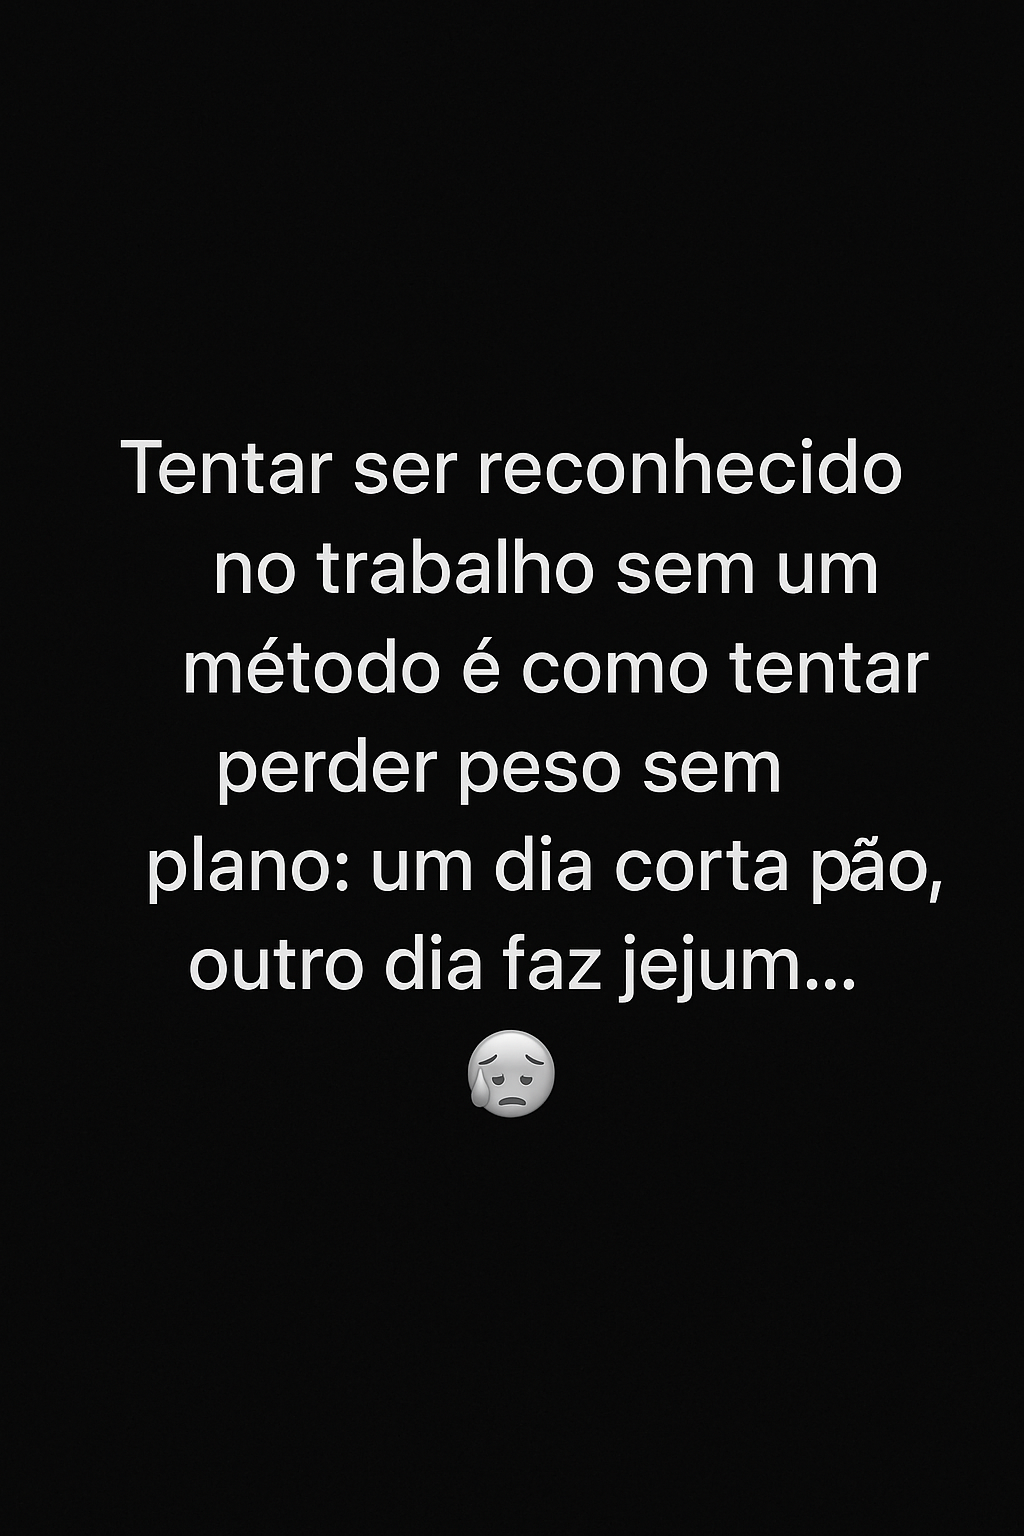 Tentar ser reconhecido
no trabalho sem um
método é como tentar
perder peso sem
plano: um dia corta pão,
outro dia faz jejum...
😥